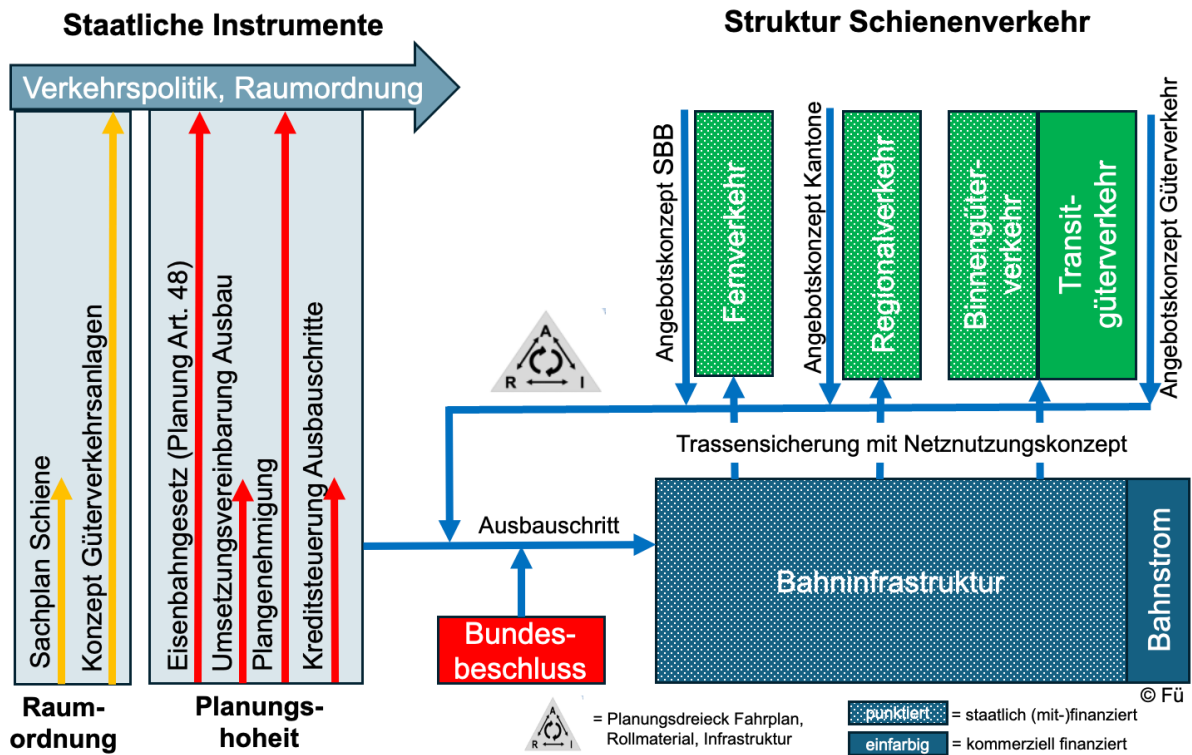 Staatliche Instrumente
Struktur Schienenverkehr
Verkehrspolitik, Raumordnung
Sachplan Schiene
Konzept Güterverkehrsanlagen
Eisenbahngesetz (Planung Art. 48)
Umsetzungsvereinbarung Ausbau
Plangenehmigung
Kreditsteuerung Ausbauschritte
Raum-
ordnung
Planungs-
hoheit
Angebotskonzept SBB
Fernverkehr
Angebotskonzept Kantone
Regionalverkehr
Binnengüter-
verkehr
Transit-
güterverkehr
Angebotskonzept Güterverkehr
A
R
I
Trassensicherung mit Netznutzungskonzept
Ausbauschritt
Bahninfrastruktur
Bahnstrom
Bundes-
beschluss
© Fü
A
R
I
= Planungsdreieck Fahrplan,
Rollmaterial, Infrastruktur
punktiert = staatlich (mit-)finanziert
einfarbig = kommerziell finanziert